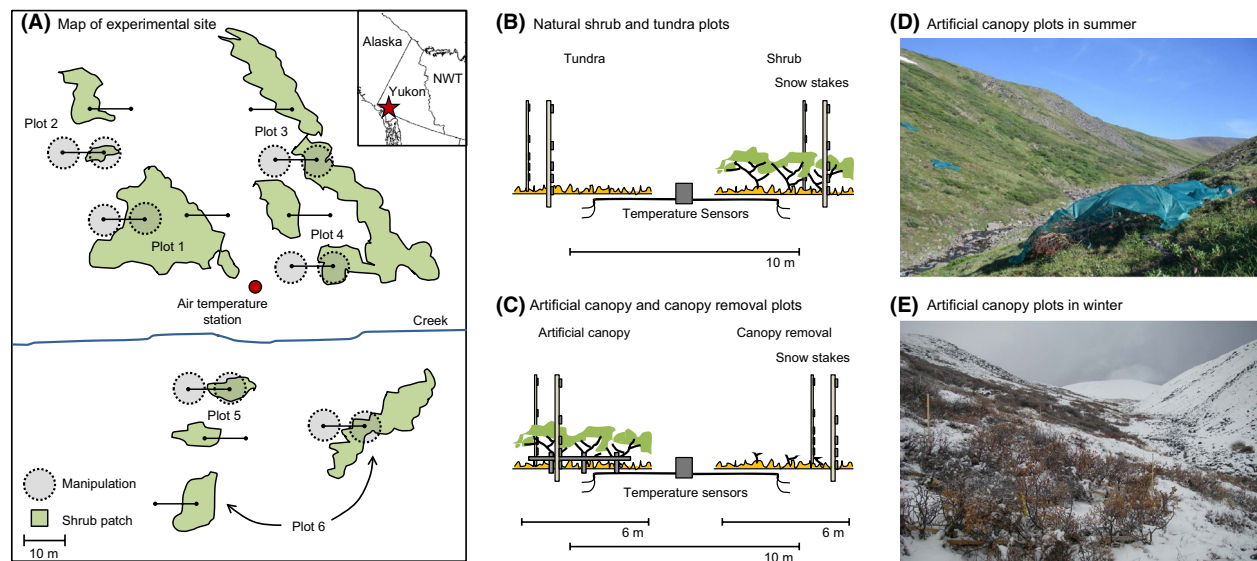 (A) Map of experimental site
Alaska
NWT
Yukon
Plot 2
Plot 3
Plot 1
Plot 4
Air temperature
station
Creek
Plot 5
Manipulation
Shrub patch
Plot 6
10 m
(B) Natural shrub and tundra plots
Tundra
Shrub
Snow stakes
Temperature Sensors
10 m
(C) Artificial canopy and canopy removal plots
Artificial canopy
Canopy removal
Snow stakes
Temperature sensors
6 m
6 m
10 m
(D) Artificial canopy plots in summer
(E) Artificial canopy plots in winter